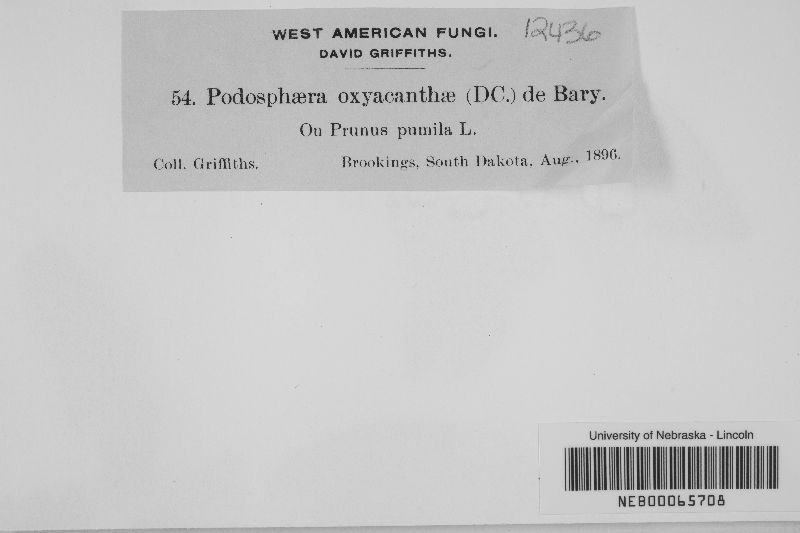 WEST AMERICAN FUNGI. 12436
DAVID GRIFFITHS.
54. Podosphæra oxyacanthæ (DC.) de Bary.
On Prunus pumila L.
Coll. Griffiths. Brookings, South Dakota, Aug., 1896.
University of Nebraska - Lincoln
NEB00065708